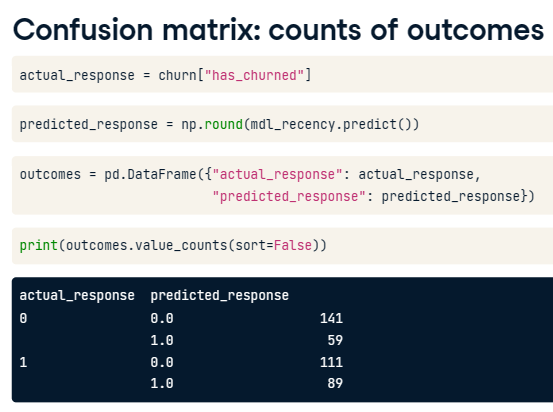 Confusion matrix: counts of outcomes
actual_response = churn["has_churned"]
predicted_response = np.round(mdl_recency.predict())
outcomes = pd.DataFrame({"actual_response": actual_response,
"predicted_response": predicted_response})
print(outcomes.value_counts(sort=False))
actual_response predicted_response
0 0.0 141
1.0 59
1 0.0 111
1.0 89